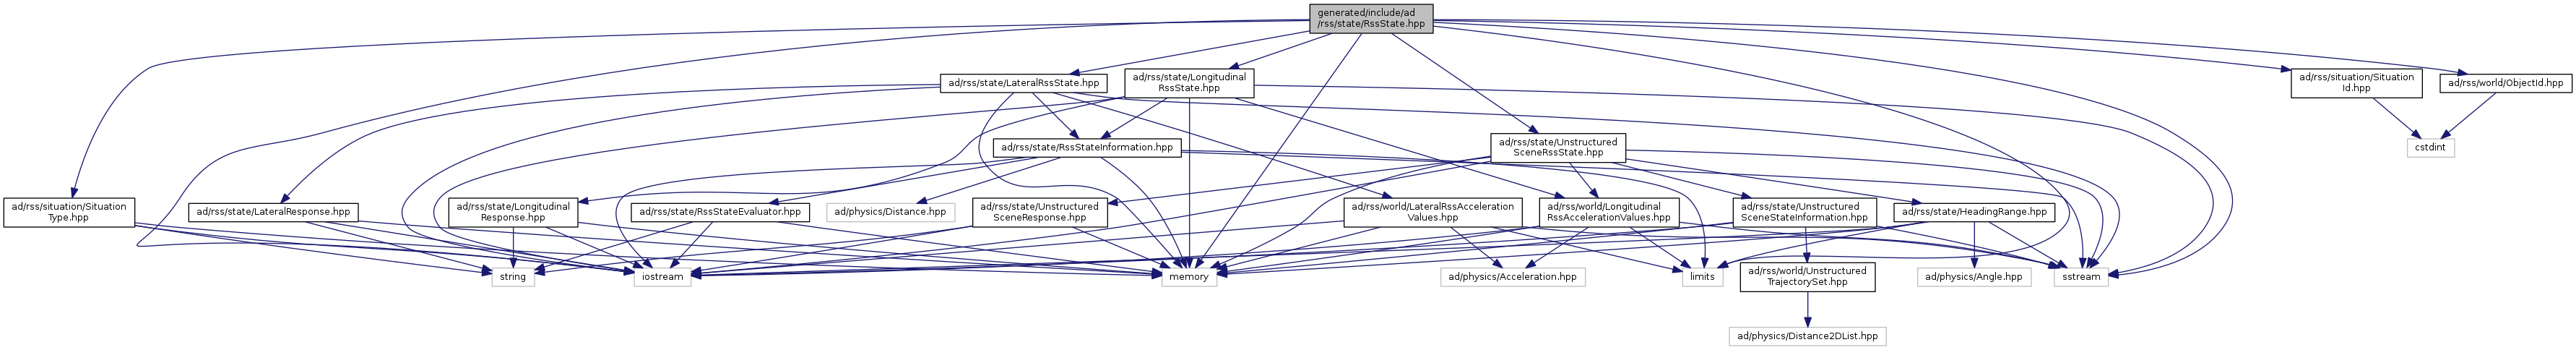 generated/include/ad
/rss/state/RssState.hpp
ad/rss/state/LateralRssState.hpp
ad/rss/state/Longitudinal
RssState.hpp
ad/rss/situation/Situation
Id.hpp
ad/rss/world/ObjectId.hpp
ad/rss/state/RssStateInformation.hpp
ad/rss/state/Unstructured
SceneRssState.hpp
cstdint
ad/rss/situation/Situation
Type.hpp
ad/rss/state/LateralResponse.hpp
ad/rss/state/Longitudinal
Response.hpp
ad/rss/state/RssStateEvaluator.hpp
ad/physics/Distance.hpp
ad/rss/state/Unstructured
SceneResponse.hpp
ad/rss/world/LateralRssAcceleration
Values.hpp
ad/rss/world/Longitudinal
RssAccelerationValues.hpp
ad/rss/state/Unstructured
SceneStateInformation.hpp
ad/rss/state/HeadingRange.hpp
string
iostream
memory
ad/physics/Acceleration.hpp
limits
ad/rss/world/Unstructured
TrajectorySet.hpp
ad/physics/Angle.hpp
sstream
ad/physics/Distance2DList.hpp